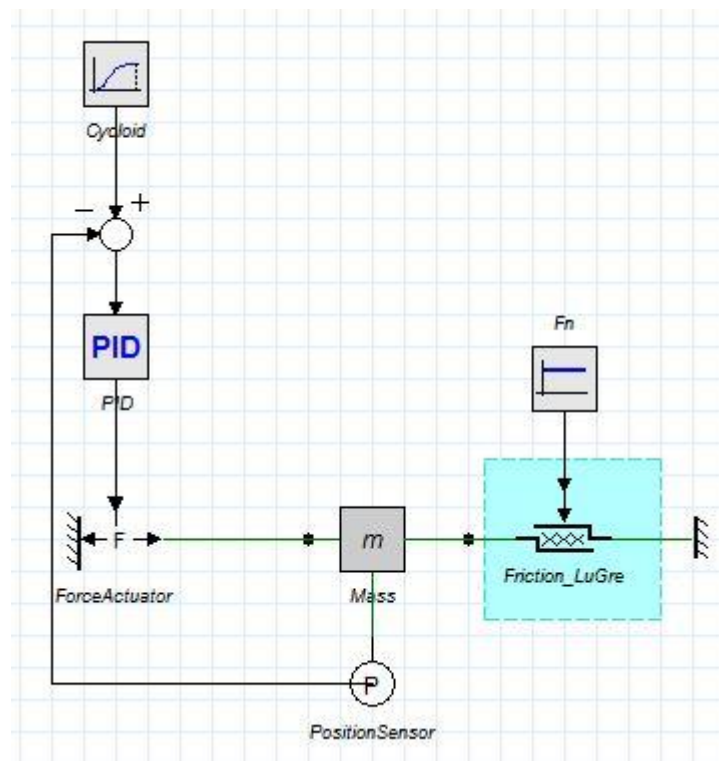 Cycloid
− +
PID
PID
Fn
F
ForceActuator
m
Mass
Friction_LuGre
P
PositionSensor